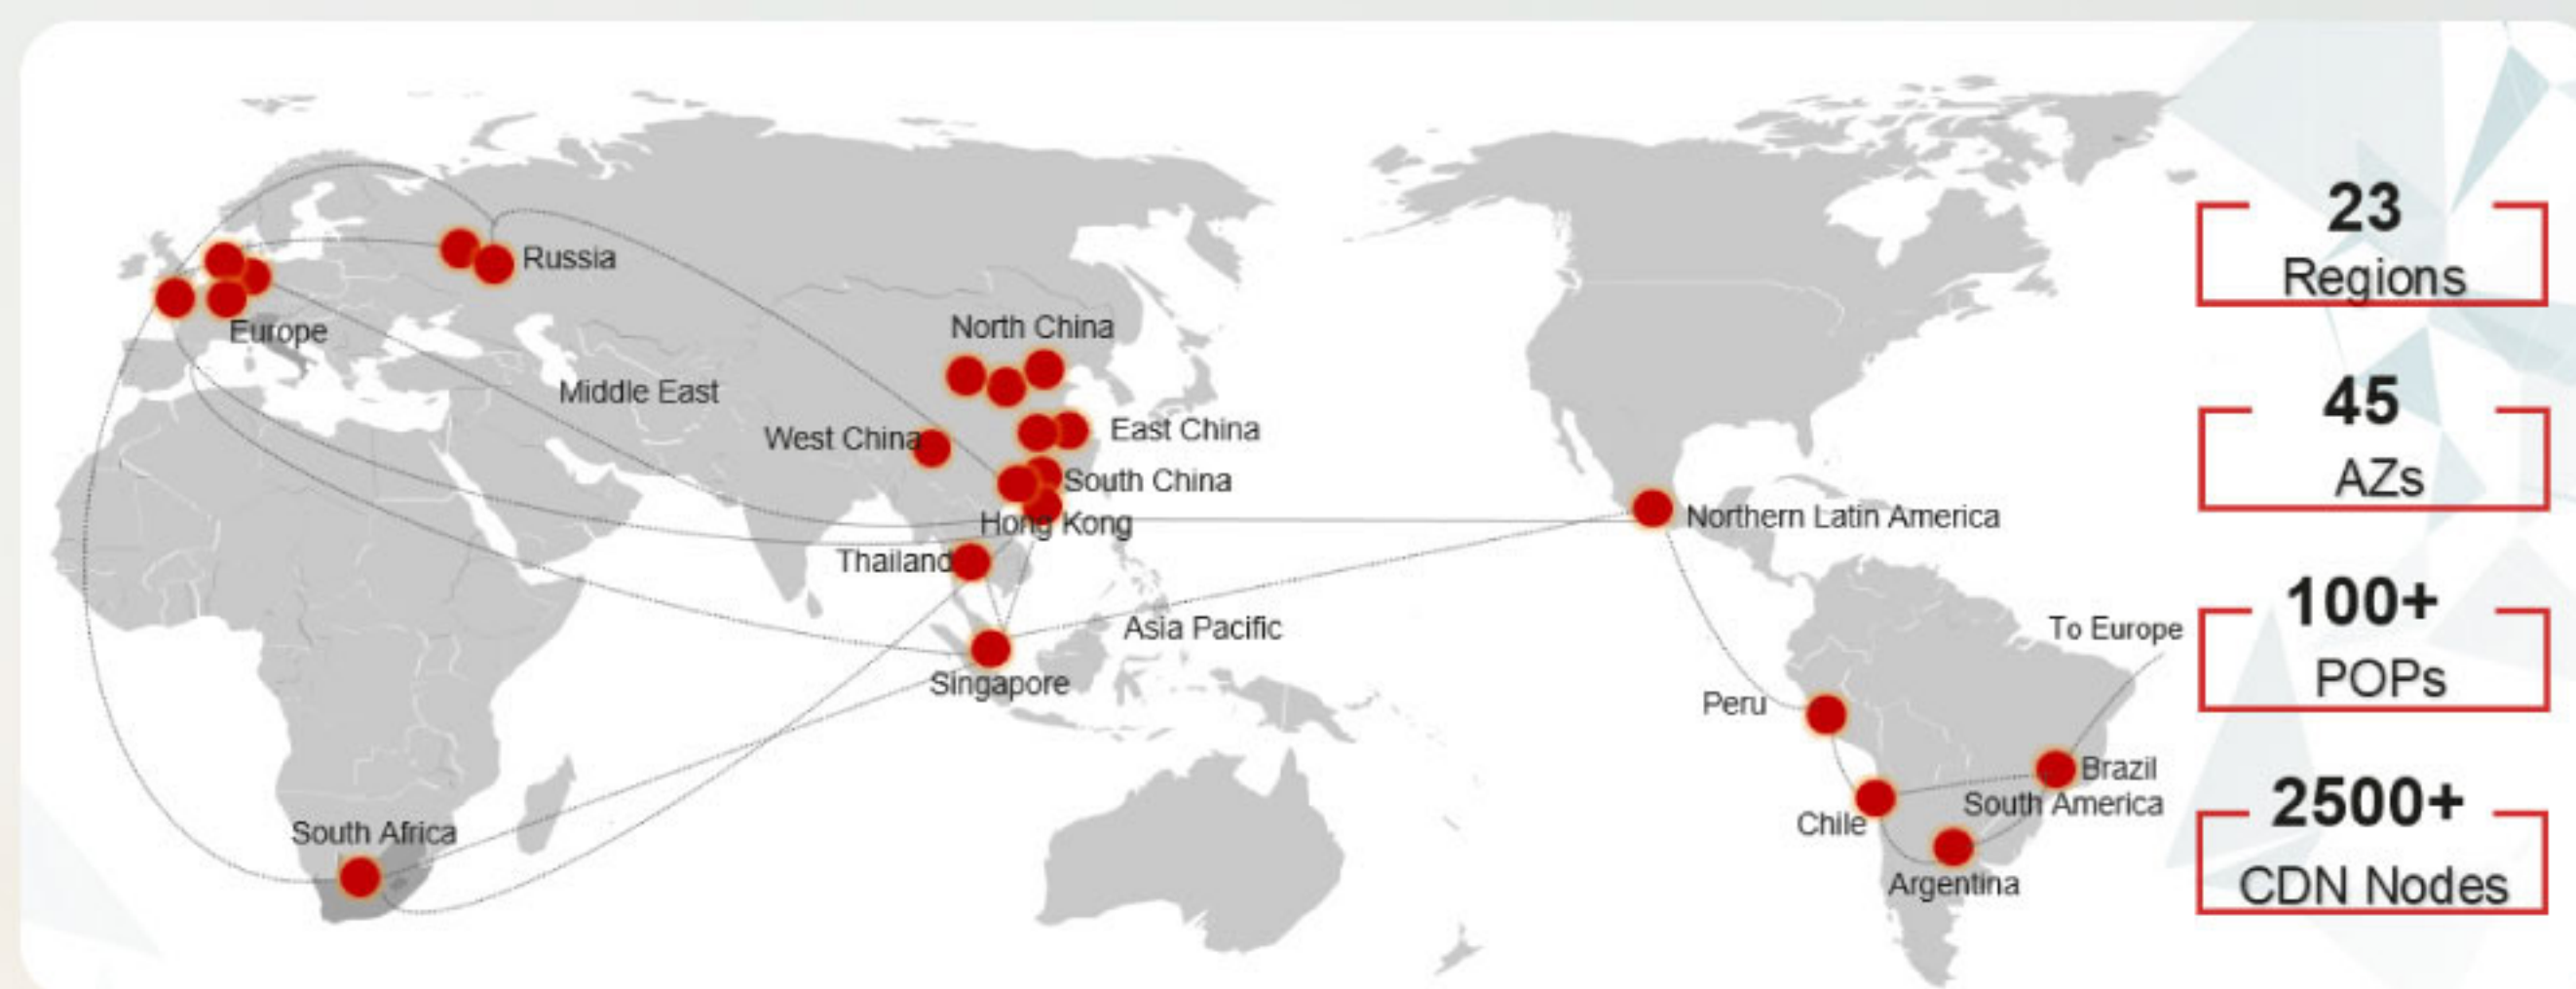 Russia
Europe
North China
Middle East
West China
East China
South China
Hong Kong
Thailand
Asia Pacific
Singapore
South Africa
Northern Latin America
To Europe
Peru
Brazil
South America
Chile
Argentina
23
Regions
45
AZs
100+
POPs
2500+
CDN Nodes